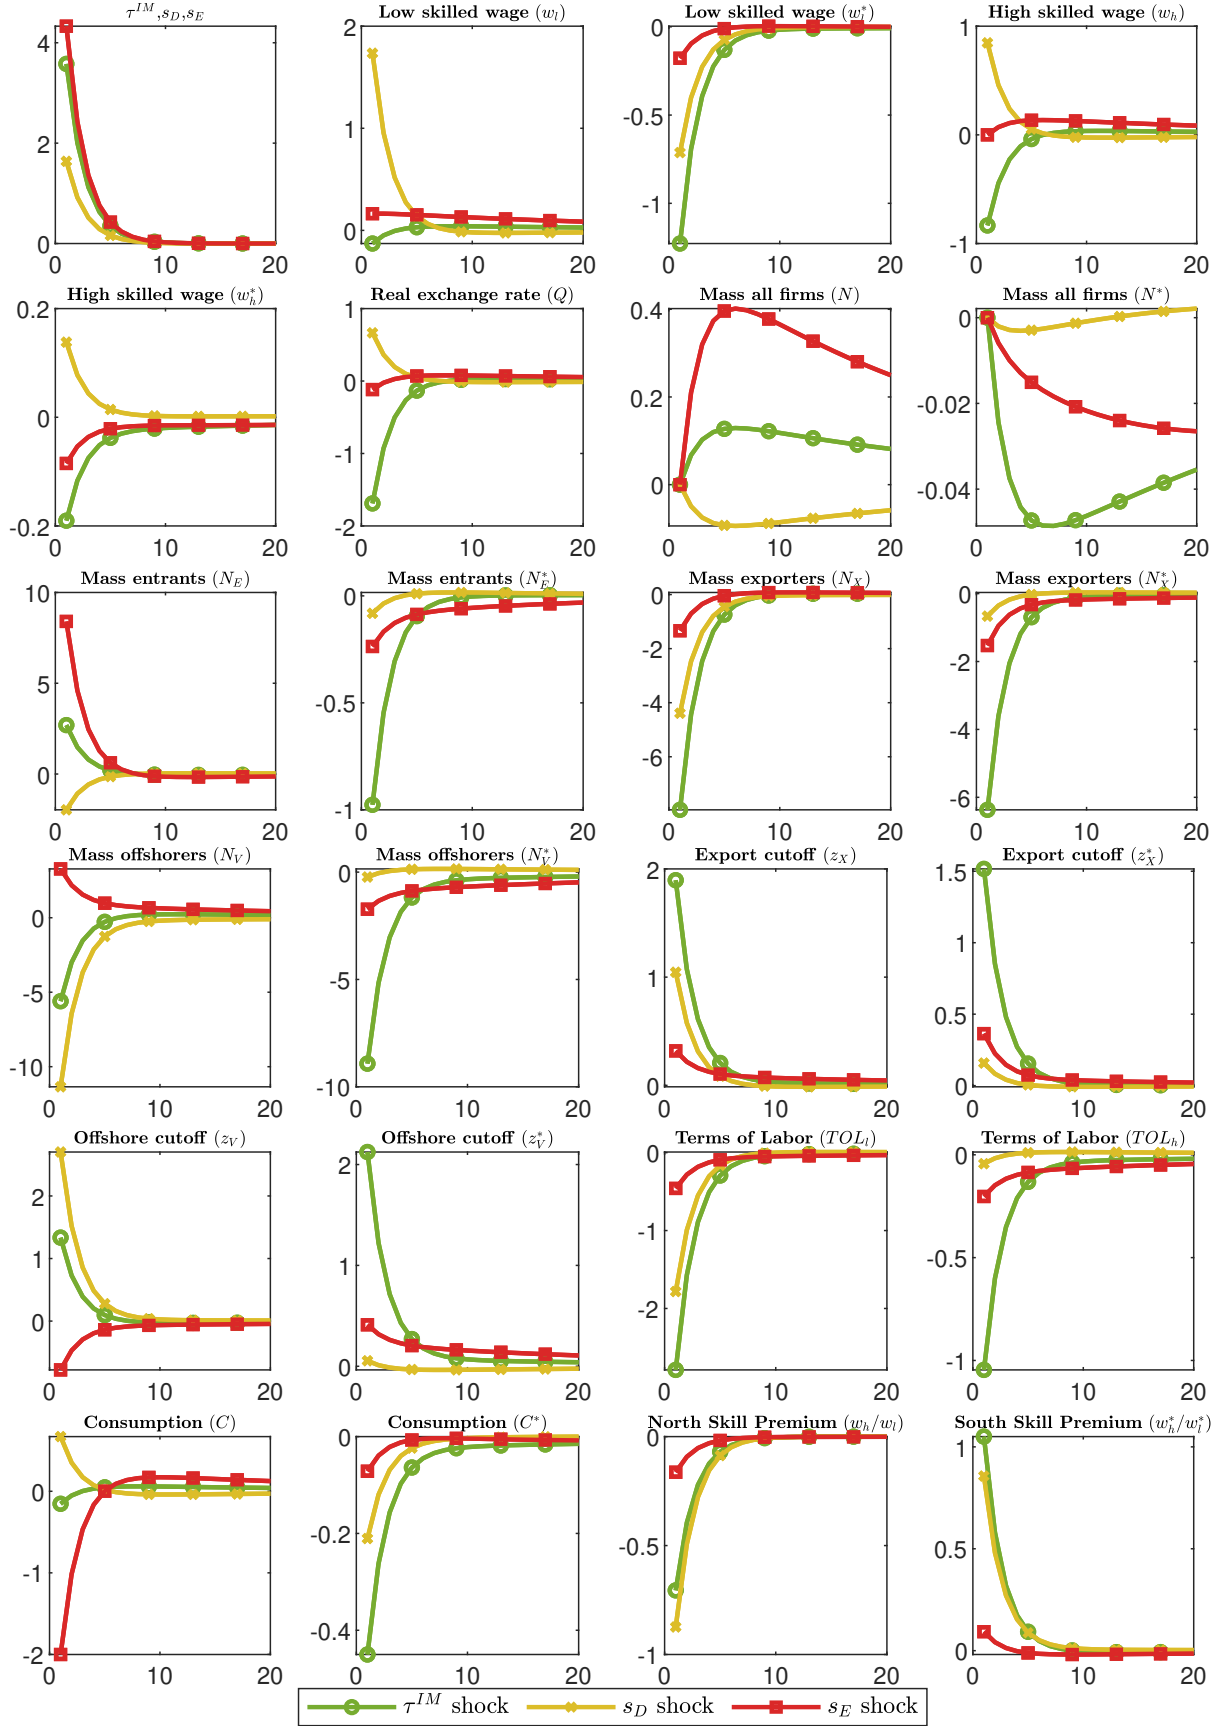 τ^{IM},s_D,s_E
Low skilled wage (w_l)
Low skilled wage (w_l^*)
High skilled wage (w_h)
4
2
0
0 10 20
2
1
0
0 10 20
0
-0.5
-1
0 10 20
1
0
-1
0 10 20
High skilled wage (w_h^*)
Real exchange rate (Q)
Mass all firms (N)
Mass all firms (N^*)
0.2
0
-0.2
0 10 20
1
0
-1
-2
0 10 20
0.4
0.2
0
0 10 20
0
-0.02
-0.04
0 10 20
Mass entrants (N_E)
Mass entrants (N_E^*)
Mass exporters (N_X)
Mass exporters (N_X^*)
10
5
0
0 10 20
0
-0.5
-1
0 10 20
0
-2
-4
-6
0 10 20
0
-2
-4
-6
0 10 20
Mass offshorers (N_V)
Mass offshorers (N_V^*)
Export cutoff (z_X)
Export cutoff (z_X^*)
0
-5
-10
0 10 20
0
-5
-10
0 10 20
2
1
0
0 10 20
1.5
1
0.5
0
0 10 20
Offshore cutoff (z_V)
Offshore cutoff (z_V^*)
Terms of Labor (TOL_l)
Terms of Labor (TOL_h)
2
1
0
0 10 20
2
1
0
0 10 20
0
-1
-2
0 10 20
0
-0.5
-1
0 10 20
Consumption (C)
Consumption (C^*)
North Skill Premium (w_h/w_l)
South Skill Premium (w_h^*/w_l^*)
0
-1
-2
0 10 20
0
-0.2
-0.4
0 10 20
0
-0.5
-1
0 10 20
1
0.5
0
0 10 20
τ^{IM} shock s_D shock s_E shock